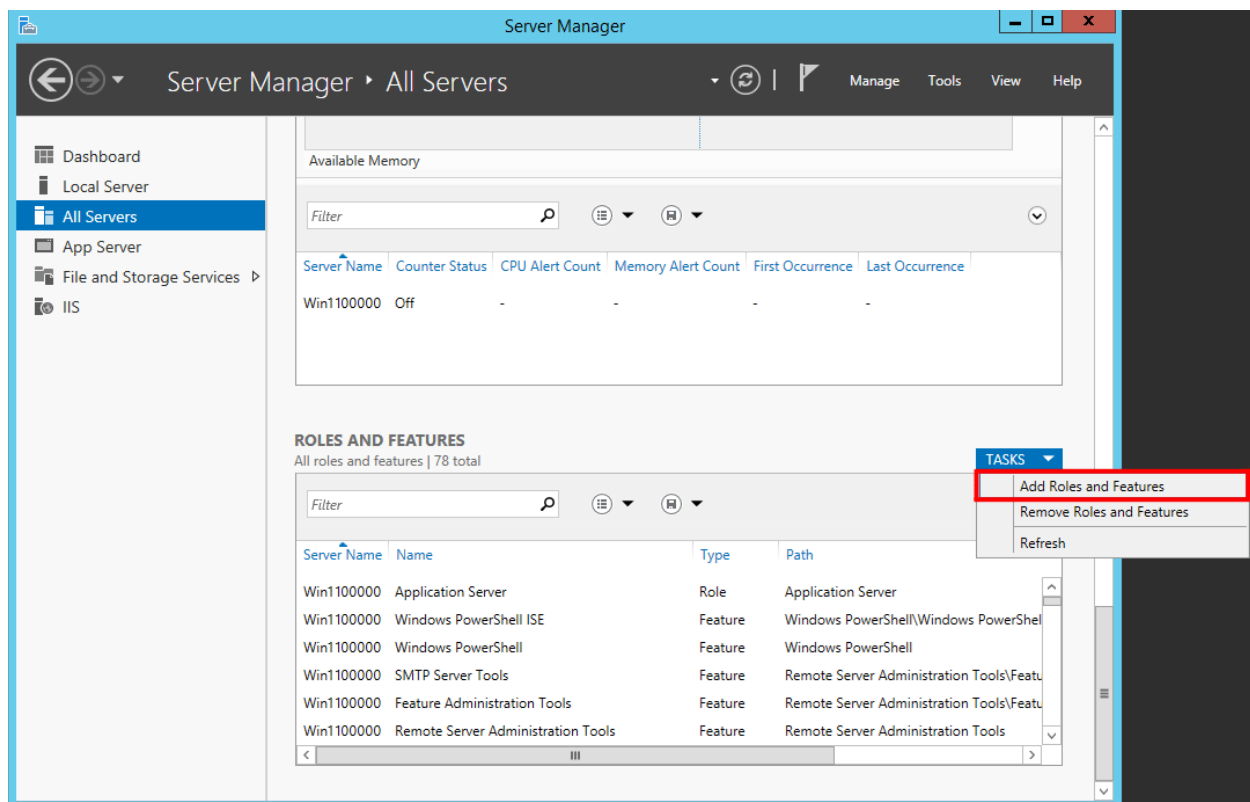 Server Manager
Server Manager ‣ All Servers
Manage Tools View Help
Dashboard
Local Server
All Servers
App Server
File and Storage Services
IIS
Available Memory
Filter
Server Name Counter Status CPU Alert Count Memory Alert Count First Occurrence Last Occurrence
Win1100000 Off - - - -
ROLES AND FEATURES
All roles and features | 78 total
TASKS
Add Roles and Features
Remove Roles and Features
Refresh
Filter
Server Name Name Type Path
Win1100000 Application Server Role Application Server
Win1100000 Windows PowerShell ISE Feature Windows PowerShell\Windows PowerShel
Win1100000 Windows PowerShell Feature Windows PowerShell
Win1100000 SMTP Server Tools Feature Remote Server Administration Tools\Featu
Win1100000 Feature Administration Tools Feature Remote Server Administration Tools\Featu
Win1100000 Remote Server Administration Tools Feature Remote Server Administration Tools